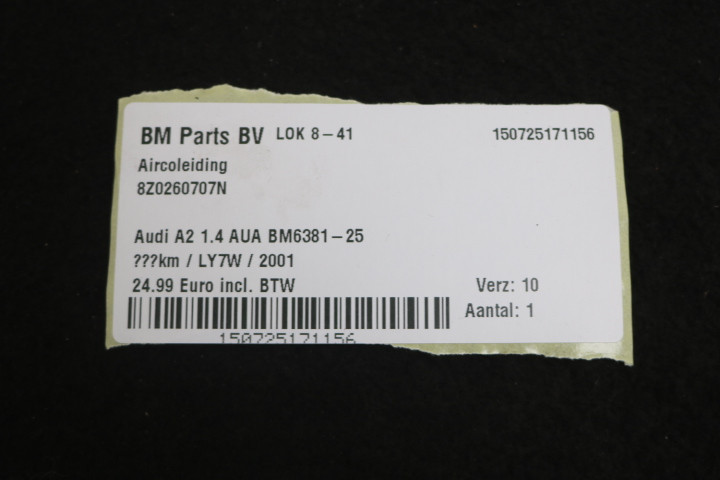 BM Parts BV LOK 8-41 150725171156
Aircoleiding
8Z0260707N
Audi A2 1.4 AUA BM6381-25
???km / LY7W / 2001
24.99 Euro incl. BTW Verz: 10
Aantal: 1
150725171156